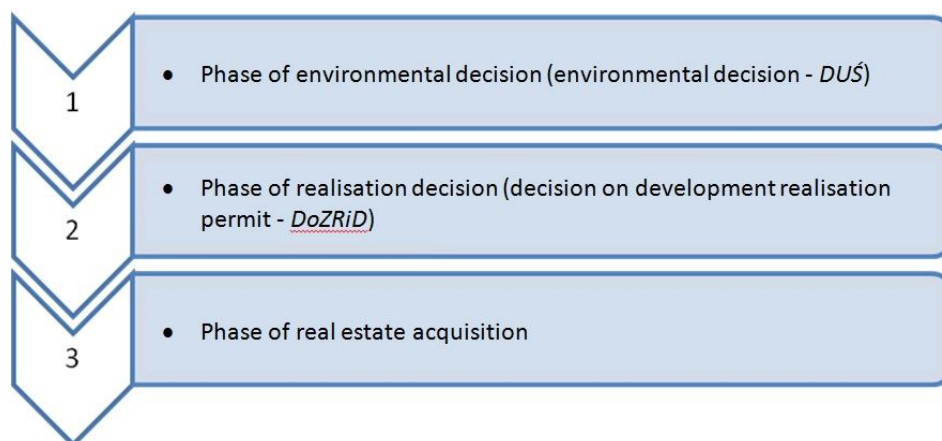 1
• Phase of environmental decision (environmental decision - DUŚ)
2
• Phase of realisation decision (decision on development realisation
permit - DoZRiD)
3
• Phase of real estate acquisition